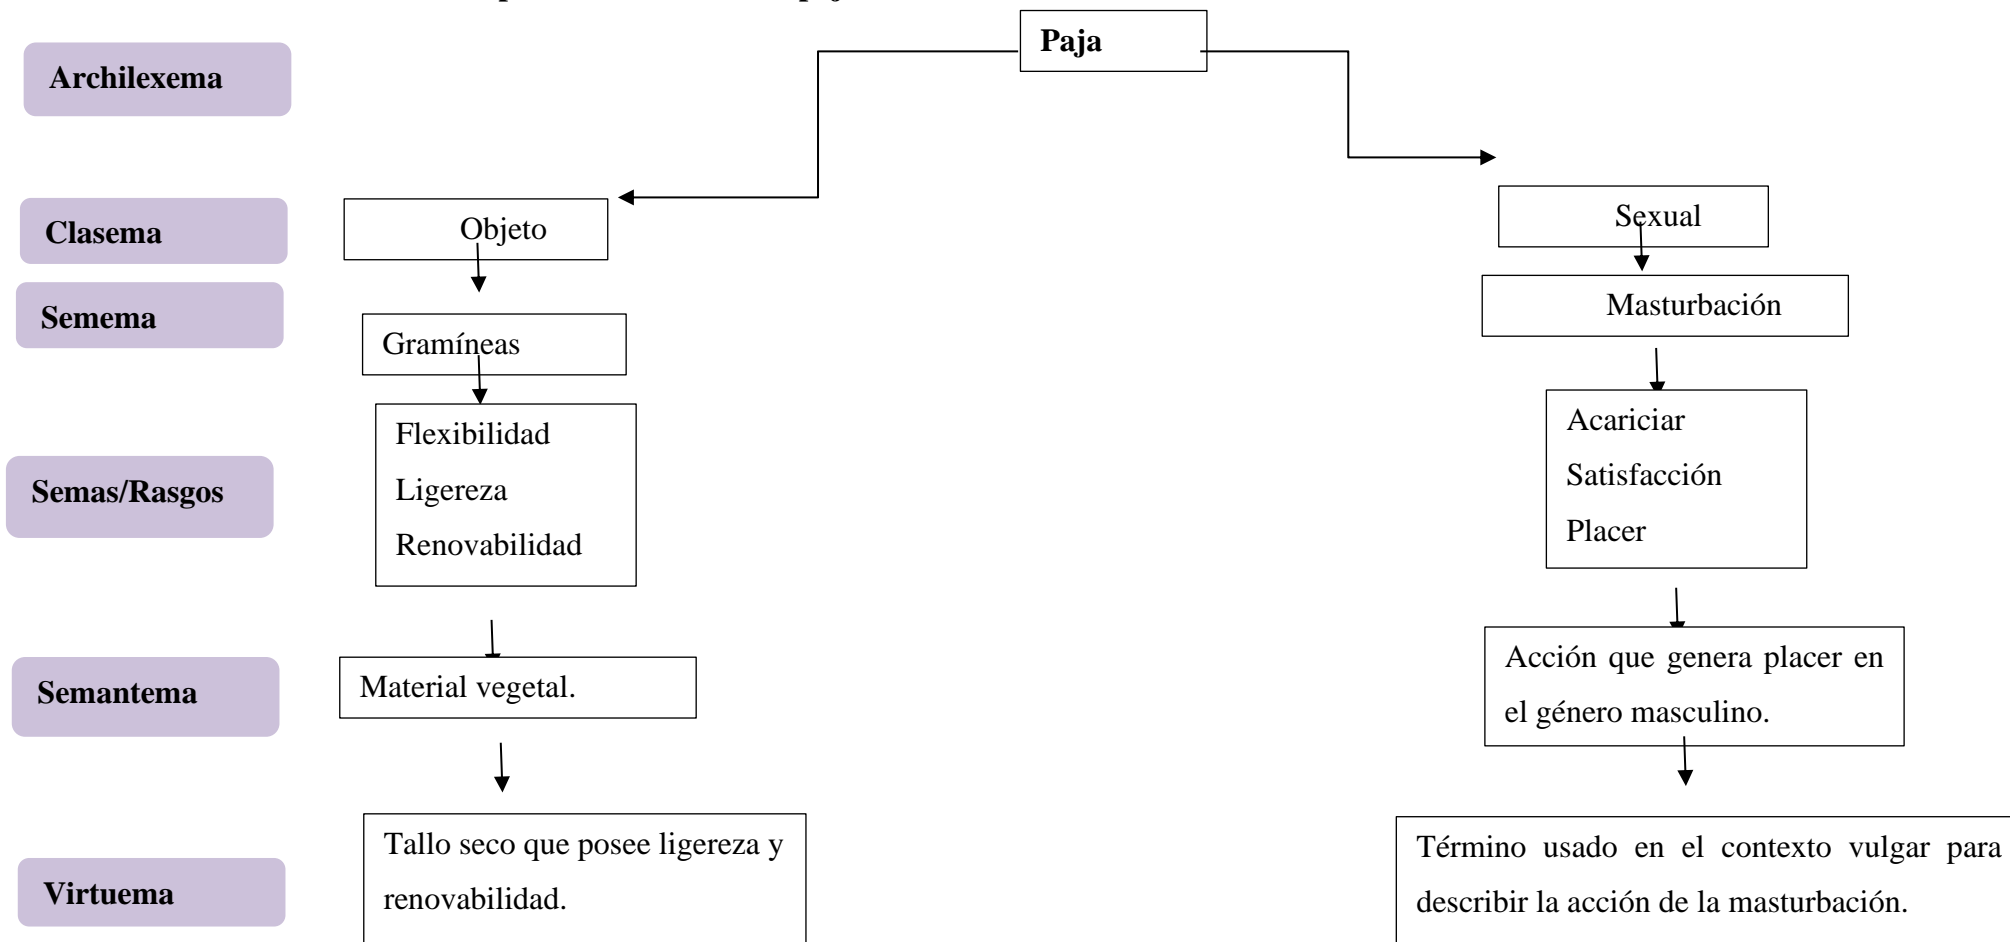 Paja
Archilexema
Clasema
Objeto
Sexual
Semema
Gramíneas
Masturbación
Semas/Rasgos
Flexibilidad
Ligereza
Renovabilidad
Acariciar
Satisfacción
Placer
Semantema
Material vegetal.
Acción que genera placer en
el género masculino.
Virtuema
Tallo seco que posee ligereza y
renovabilidad.
Término usado en el contexto vulgar para
describir la acción de la masturbación.